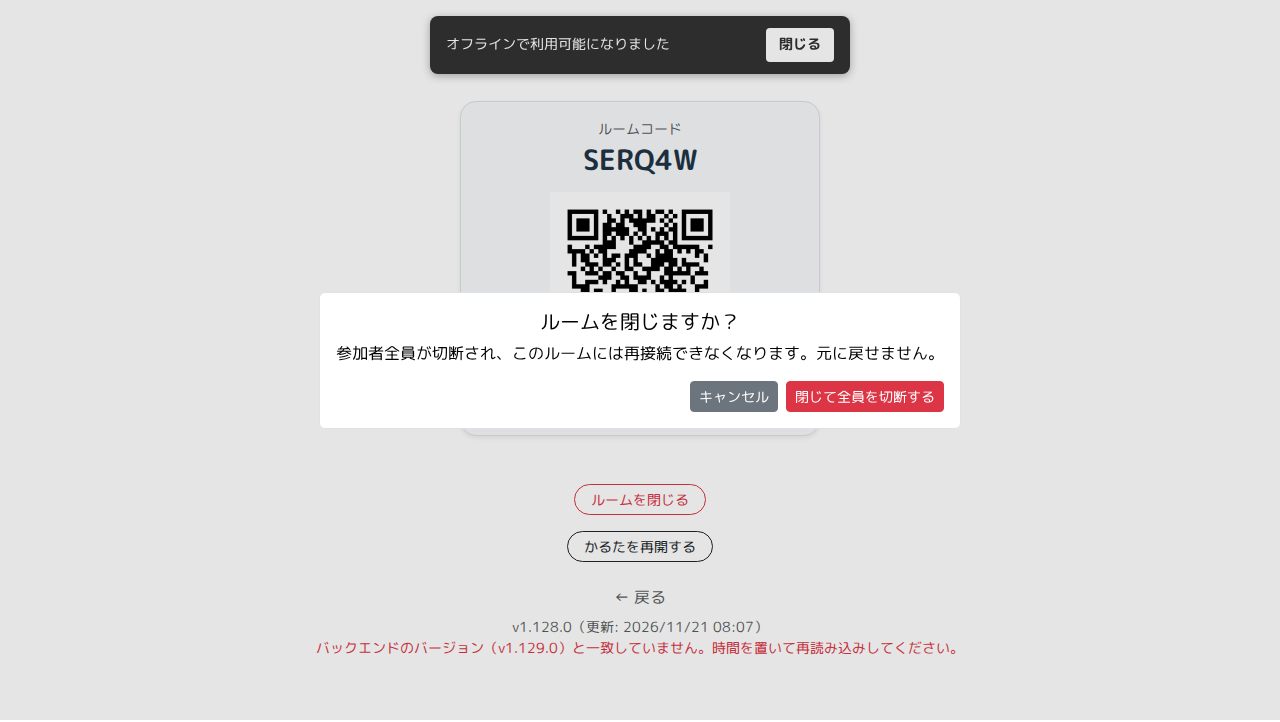 オフラインで利用可能になりました
閉じる
ルームコード
SERQ4W
ルームを閉じますか？
参加者全員が切断され、このルームには再接続できなくなります。元に戻せません。
キャンセル
閉じて全員を切断する
ルームを閉じる
かるたを再開する
← 戻る
v1.128.0（更新: 2026/11/21 08:07）
バックエンドのバージョン（v1.129.0）と一致していません。時間を置いて再読み込みしてください。